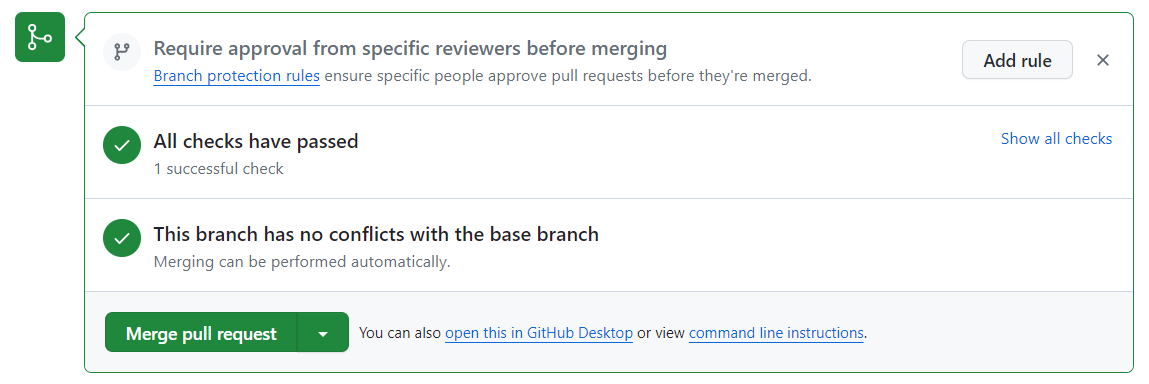 Require approval from specific reviewers before merging
Branch protection rules ensure specific people approve pull requests before they're merged.
Add rule
All checks have passed
1 successful check
Show all checks
This branch has no conflicts with the base branch
Merging can be performed automatically.
Merge pull request
You can also open this in GitHub Desktop or view command line instructions.